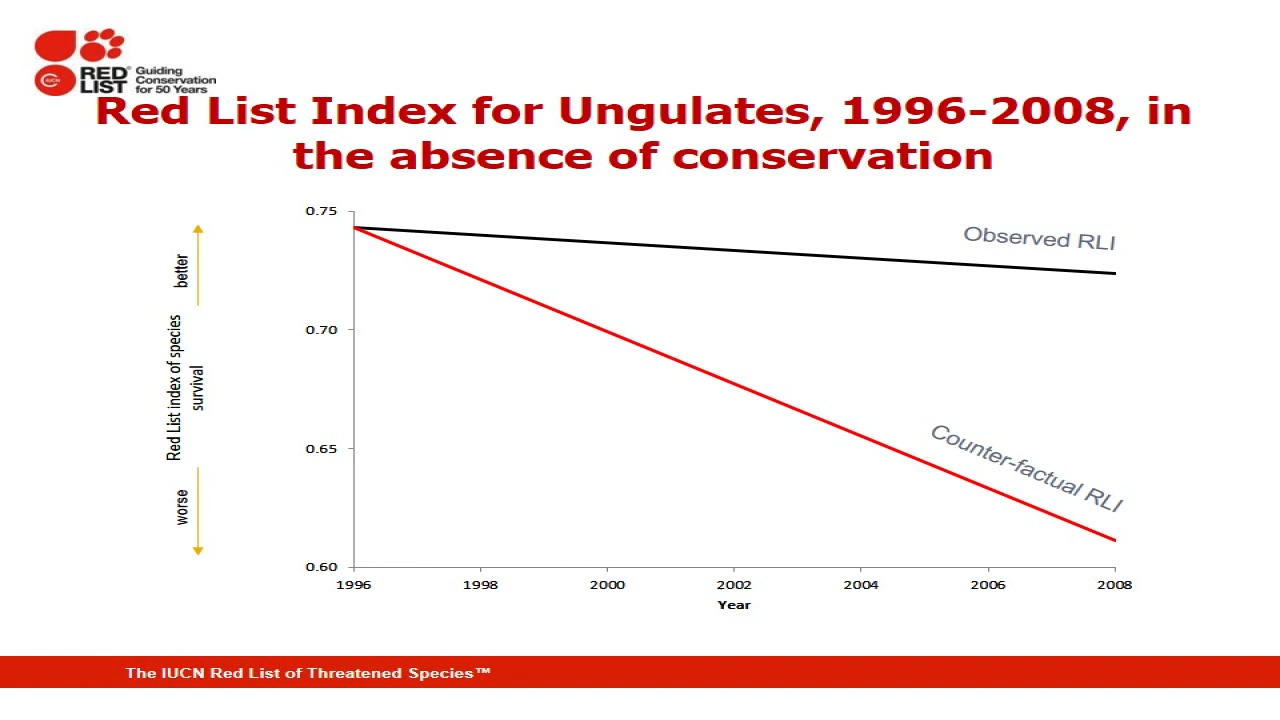 RED
LIST
Guiding
Conservation
for 50 Years
IUCN
Red List Index for Ungulates, 1996-2008, in
the absence of conservation
better
Red List index of species
survival
worse
0.75
0.70
0.65
0.60
Observed RLI
Counter-factual RLI
1996 1998 2000 2002 2004 2006 2008
Year
The IUCN Red List of Threatened Species™